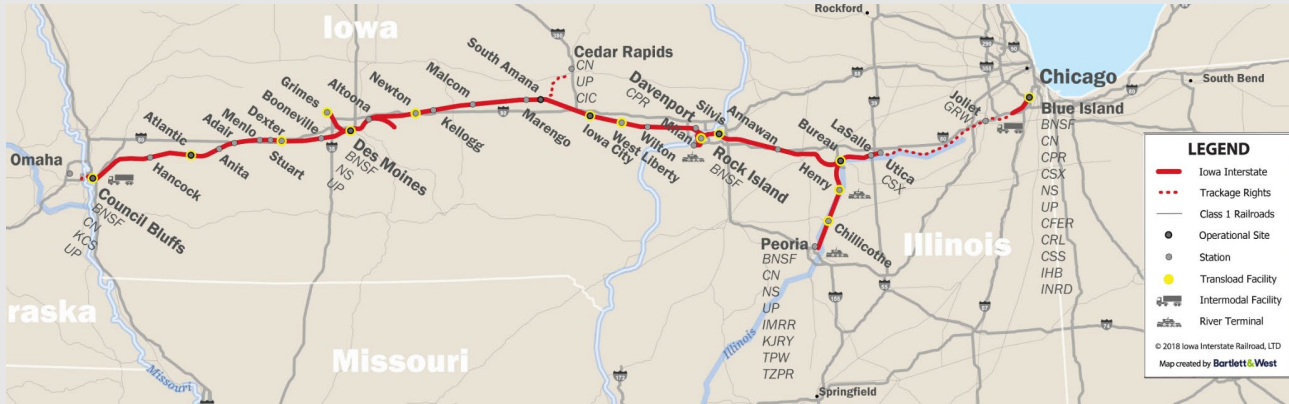 Iowa
Rockford
Cedar Rapids
CN
UP
CIC
South Amana
Chicago
South Bend
Davenport
CPR
Grimes
Booneville
Altoona
Newton
Malcom
Silvis
Annawan
Joliet
GRW
Blue Island
BNSF
CN
CPR
CSX
NS
UP
CFER
CRL
CSS
IHB
INRD
Atlantic
Adair
Menlo
Dexter
Milan
Bureau
LaSalle
Kellogg
Marengo
Iowa City
West Liberty
Wilton
Rock Island
BNSF
Utica
CSX
Omaha
Hancock
Anita
Stuart
Des Moines
BNSF
NS
UP
Henry
Council Bluffs
BNSF
CN
KCS
UP
Chillicothe
Peoria
BNSF
CN
NS
UP
IMRR
KJRY
TPW
TZPR
Illinois
raska
Missouri
Missouri
Illinois
Springfield
LEGEND
Iowa Interstate
Trackage Rights
Class 1 Railroads
Operational Site
Station
Transload Facility
Intermodal Facility
River Terminal
© 2018 Iowa Interstate Railroad, LTD
Map created by Bartlett&West